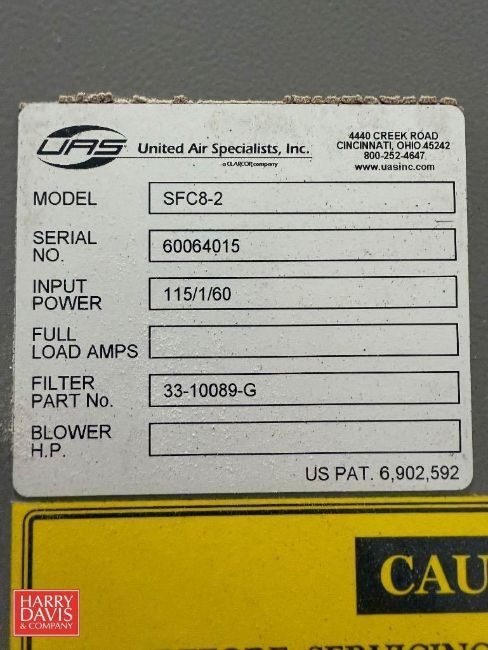 UAS
United Air Specialists, Inc.
a CLARCOR company
4440 CREEK ROAD
CINCINNATI, OHIO 45242
800-252-4647
www.uasinc.com
MODEL SFC8-2
SERIAL NO. 60064015
INPUT POWER 115/1/60
FULL LOAD AMPS
FILTER PART No. 33-10089-G
BLOWER H.P.
US PAT. 6,902,592
CAU
BEFORE SERVICING
HARRY
DAVIS
& COMPANY